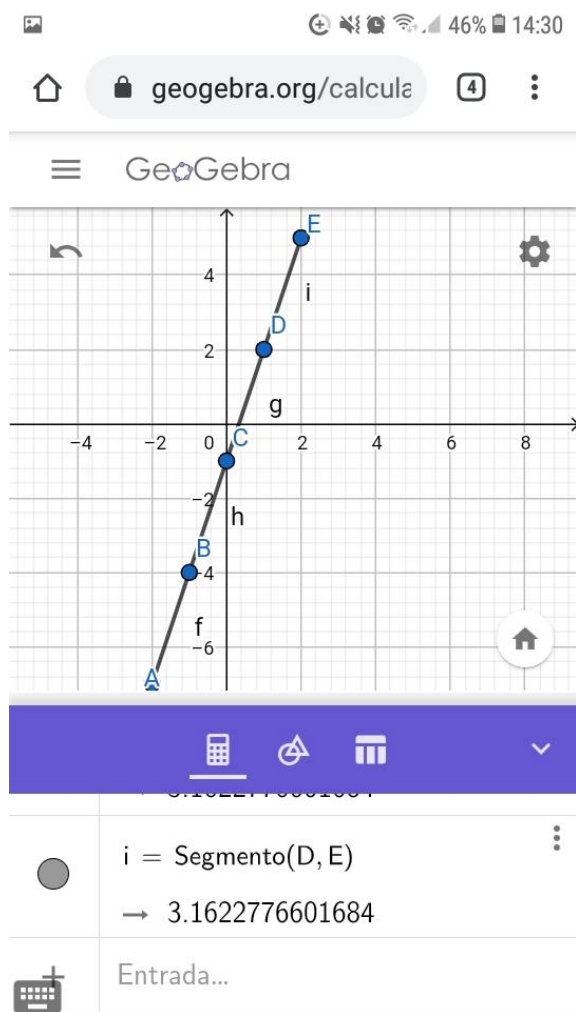 46% 14:30
geogebra.org/calcula
4
GeoGebra
E
4
i
D
2
g
−4 −2 0 C 2 4 6 8
−2
h
B
−4
f
−6
A
i = Segmento(D, E)
→ 3.1622776601684
Entrada...